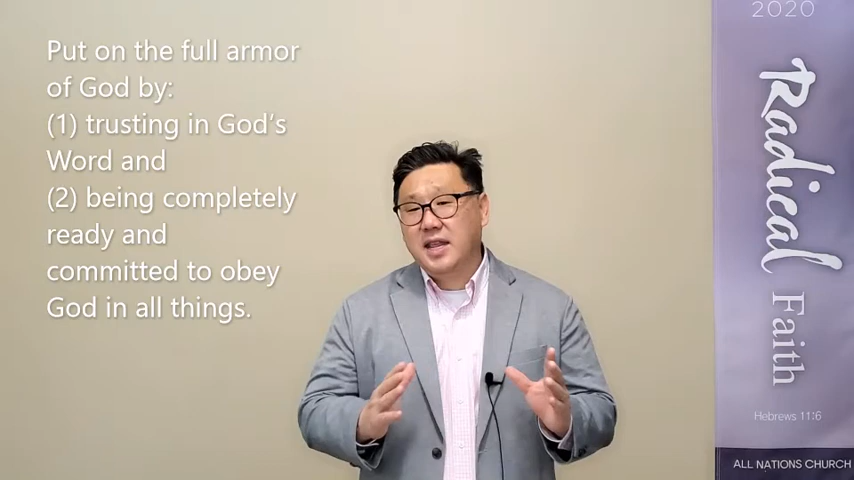 Put on the full armor
of God by:
(1) trusting in God's
Word and
(2) being completely
ready and
committed to obey
God in all things.
2020
Radical
Faith
Hebrews 11:6
ALL NATIONS CHURCH